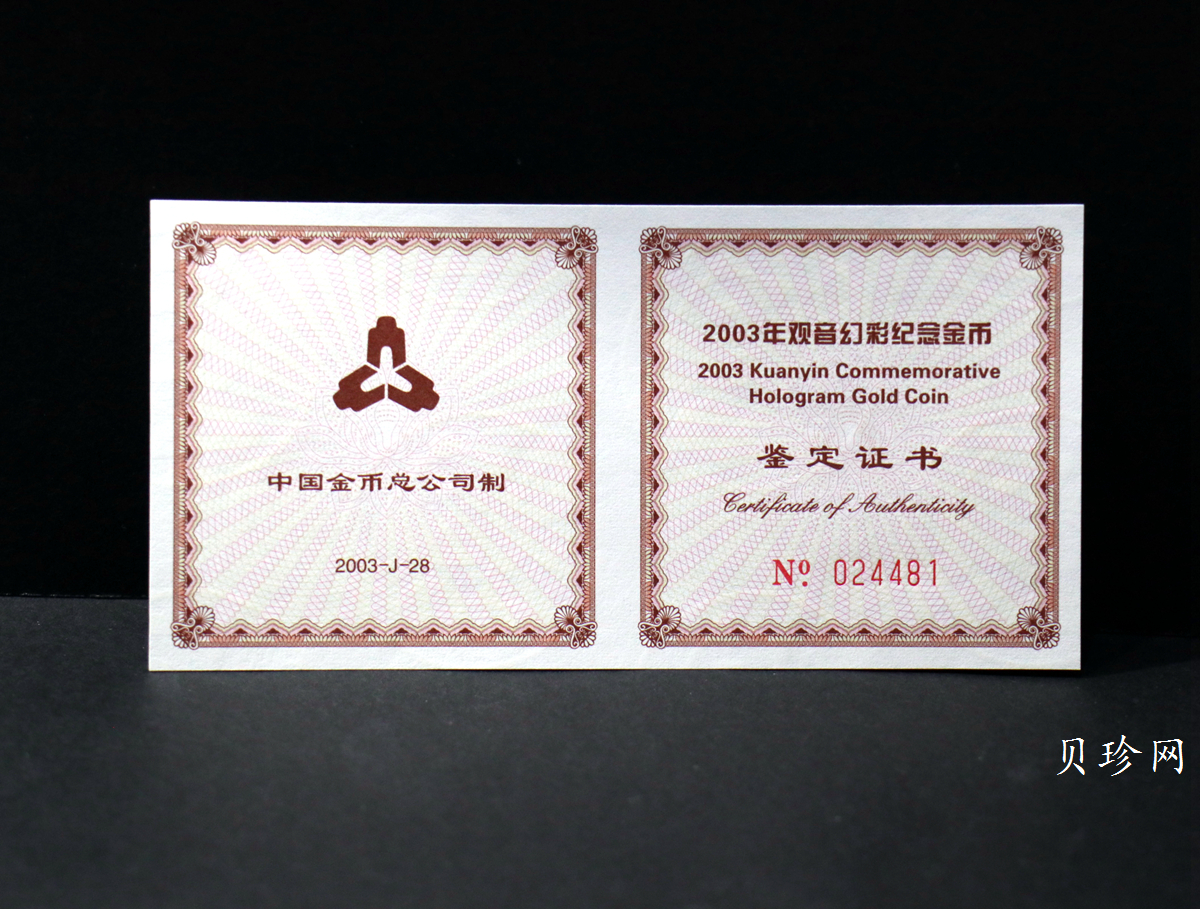 中国金币总公司制
2003-J-28
2003年观音幻彩纪念金币
2003 Kuanyin Commemorative
Hologram Gold Coin
鉴定证书
Certificate of Authenticity
Nº 024481
贝珍网